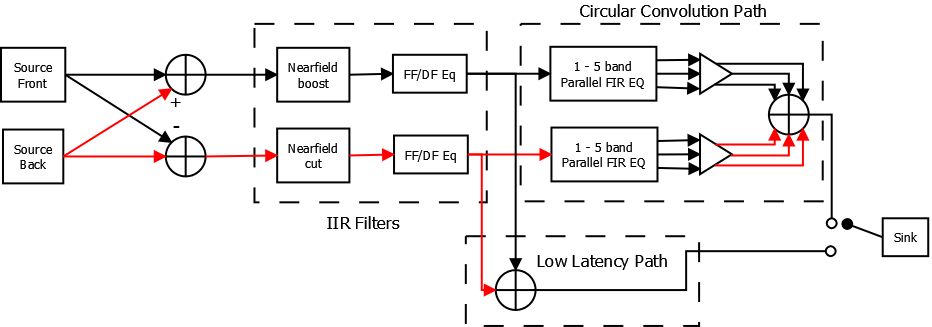 Circular Convolution Path
Source
Front
+
-
Source
Back
Nearfield
boost
FF/DF Eq
Nearfield
cut
FF/DF Eq
IIR Filters
1 - 5 band
Parallel FIR EQ
1 - 5 band
Parallel FIR EQ
Low Latency Path
Sink